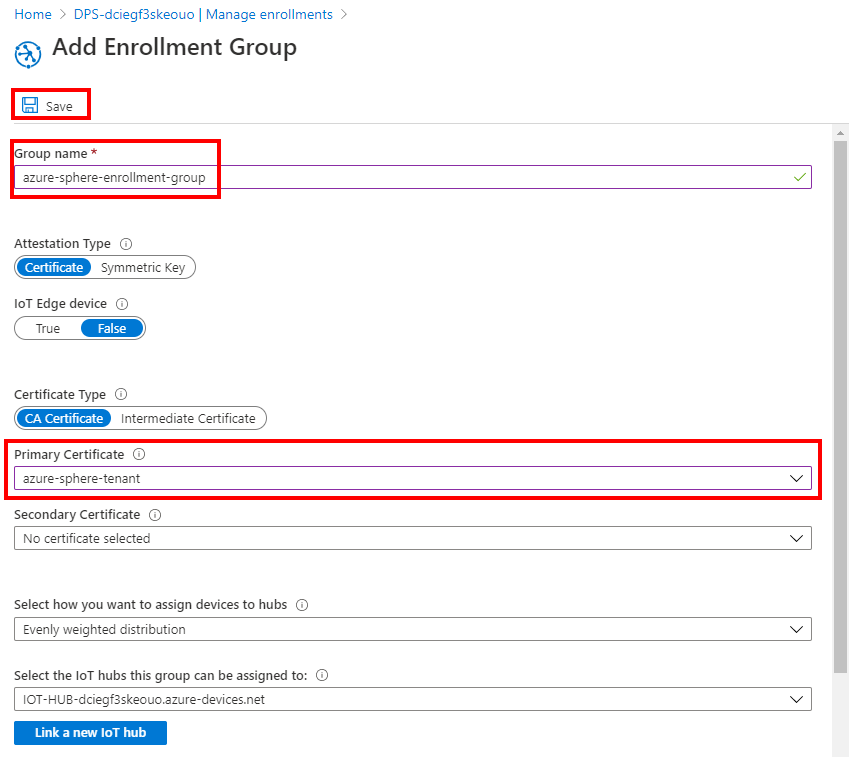 Home > DPS-dciegf3skeouo | Manage enrollments >
Add Enrollment Group
Save
Group name *
azure-sphere-enrollment-group
Attestation Type
Certificate Symmetric Key
IoT Edge device
True False
Certificate Type
CA Certificate Intermediate Certificate
Primary Certificate
azure-sphere-tenant
Secondary Certificate
No certificate selected
Select how you want to assign devices to hubs
Evenly weighted distribution
Select the IoT hubs this group can be assigned to:
IOT-HUB-dciegf3skeouo.azure-devices.net
Link a new IoT hub